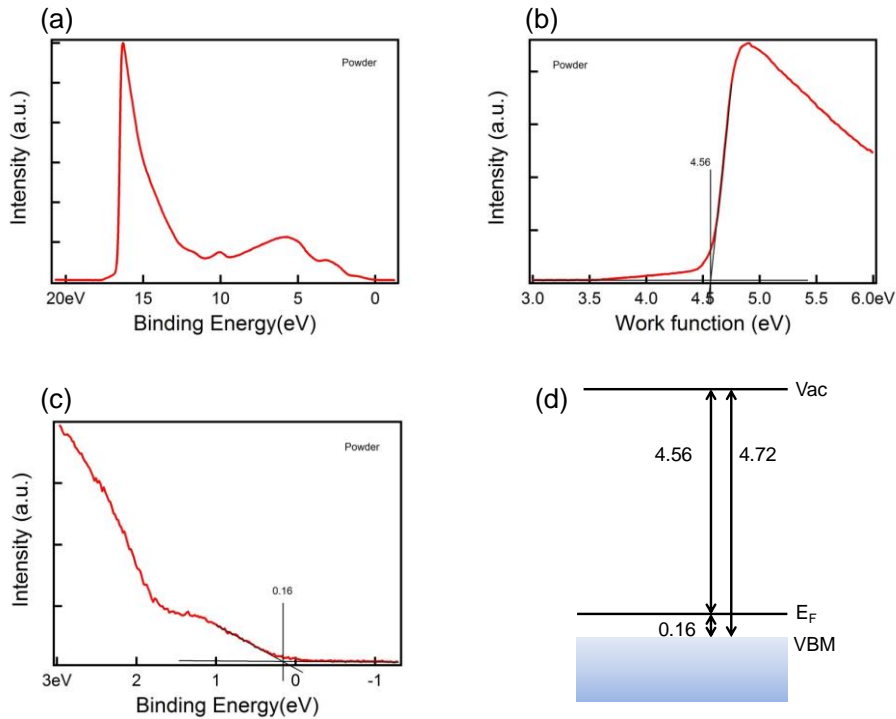 (a)
Powder
Intensity (a.u.)
20eV 15 10 5 0
Binding Energy(eV)
(b)
Powder
4.56
Intensity (a.u.)
3.0 3.5 4.0 4.5 5.0 5.5 6.0eV
Work function (eV)
(c)
Powder
0.16
Intensity (a.u.)
3eV 2 1 0 -1
Binding Energy(eV)
(d)
Vac
4.56 4.72
E_F
0.16
VBM